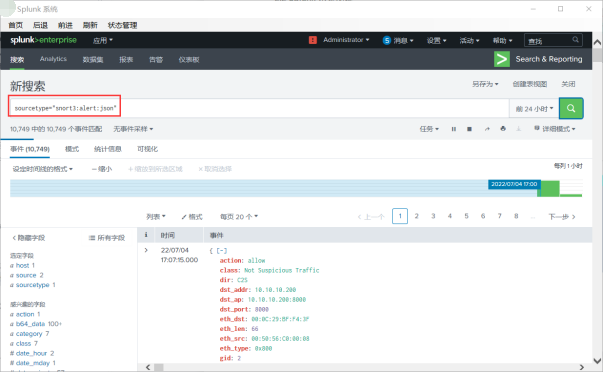 Splunk 系统
首页 后退 前进 刷新 状态管理
splunk>enterprise 应用 Administrator 5 消息 设置 活动 帮助 查找
搜索 Analytics 数据集 报表 告警 仪表板 Search & Reporting
新搜索 另存为 创建表视图 关闭
sourcetype="snort3:alert:json" 前 24 小时
10,749 中的 10,749 个事件匹配 无事件采样 任务 详细模式
事件 (10,749) 模式 统计信息 可视化
设定时间线的格式 — 缩小 + 缩放到所选区域 × 取消选择 每列 1 小时
2022/07/04 17:00
列表 格式 每页 20 个 < 上一个 1 2 3 4 5 6 7 8 ... 下一步 >
< 隐藏字段 所有字段 i 时间 事件
选定字段
a host 1
a source 2
a sourcetype 1
感兴趣的字段
a action 1
a b64_data 100+
a category 7
a class 7
# date_hour 2
# date_mday 1
> 22/07/04
17:07:15.000
{ [-]
action: allow
class: Not Suspicious Traffic
dir: C2S
dst_addr: 10.10.10.200
dst_ap: 10.10.10.200:8000
dst_port: 8000
eth_dst: 00:0C:29:BF:F4:3F
eth_len: 66
eth_src: 00:50:56:C0:00:08
eth_type: 0x800
gid: 2